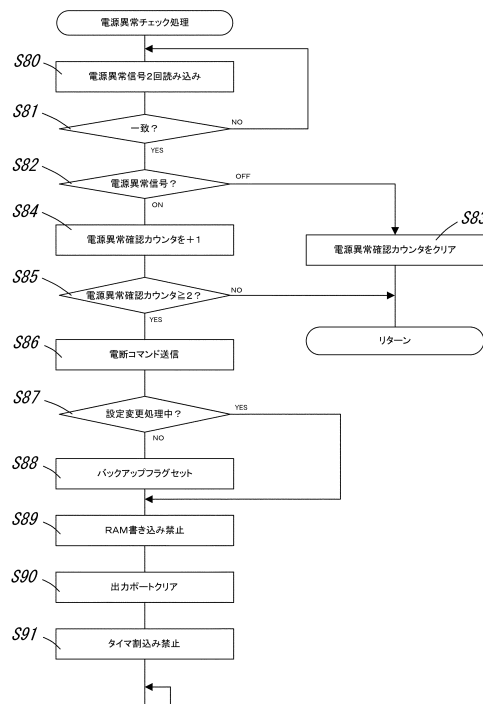 電源異常チェック処理
S80
電源異常信号2回読み込み
S81
一致?
NO
YES
S82
電源異常信号?
OFF
ON
S84
電源異常確認カウンタを+1
S83
電源異常確認カウンタをクリア
S85
電源異常確認カウンタ≧2?
NO
YES
リターン
S86
電断コマンド送信
S87
設定変更処理中?
YES
NO
S88
バックアップフラグセット
S89
RAM書き込み禁止
S90
出力ポートクリア
S91
タイマ割込み禁止